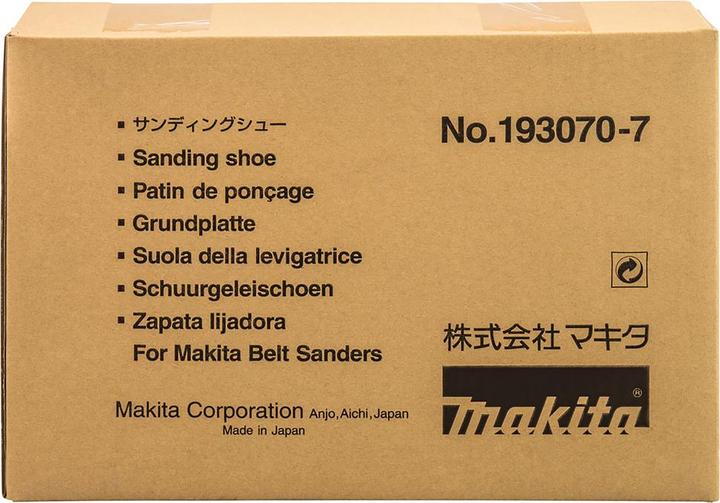 ▪ サンディングシュー
▪ Sanding shoe
▪ Patin de ponçage
▪ Grundplatte
▪ Suola della levigatrice
▪ Schuurgeleischoen
▪ Zapata lijadora
For Makita Belt Sanders
Makita Corporation Anjo,Aichi,Japan
Made in Japan
No.193070-7
株式会社 マキタ
makita®